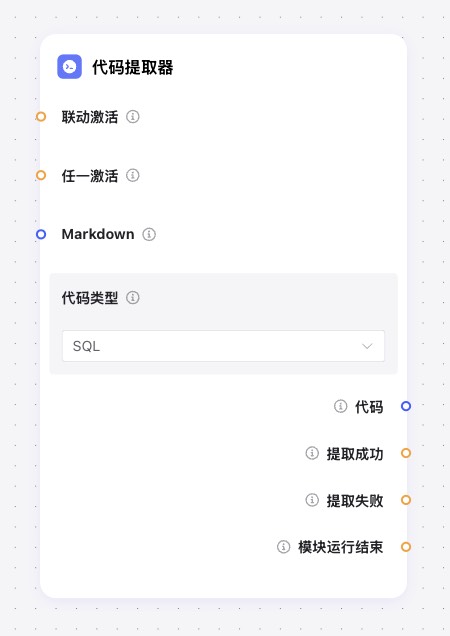 代码提取器
联动激活
任一激活
Markdown
代码类型
SQL
代码
提取成功
提取失败
模块运行结束